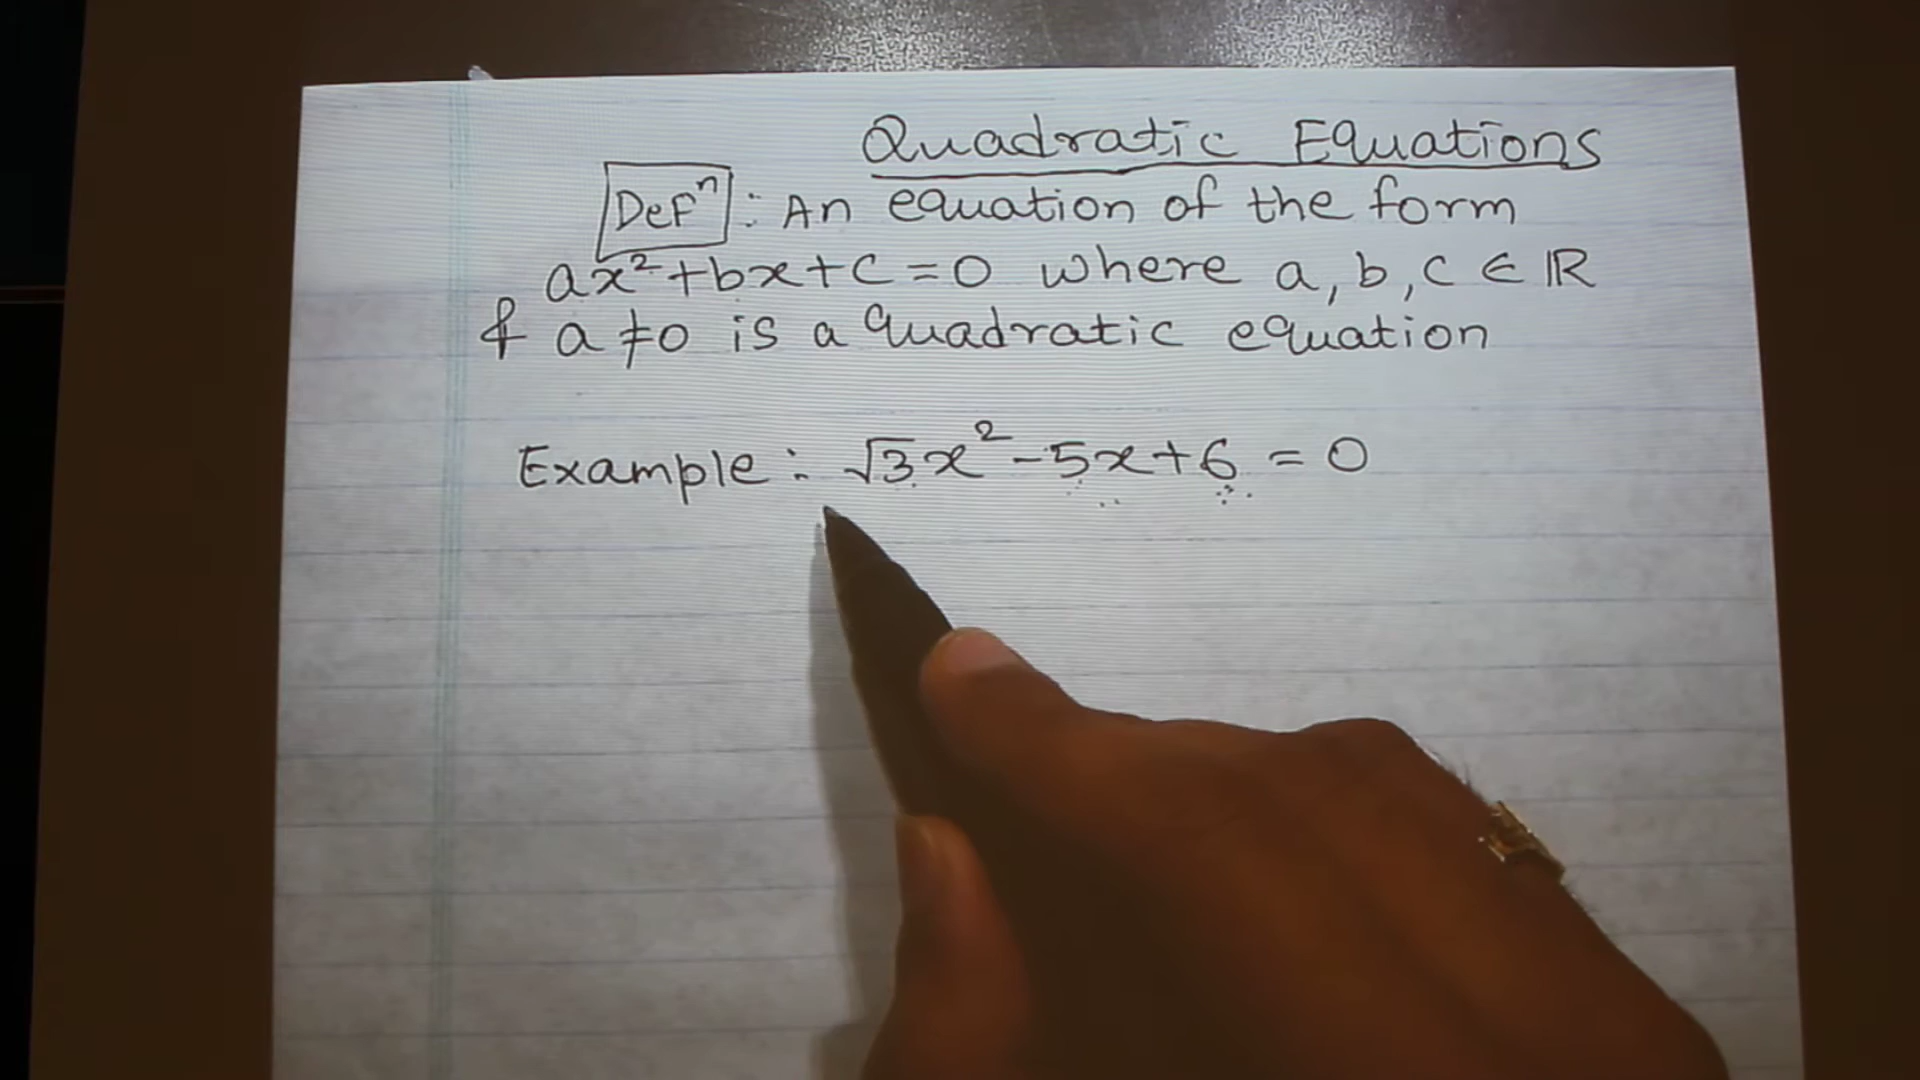 Quadratic Equations
Defⁿ : An equation of the form
ax²+bx+c=0 where a, b, c ∈ ℝ
& a≠0 is a quadratic equation
Example : √3x²-5x+6 = 0